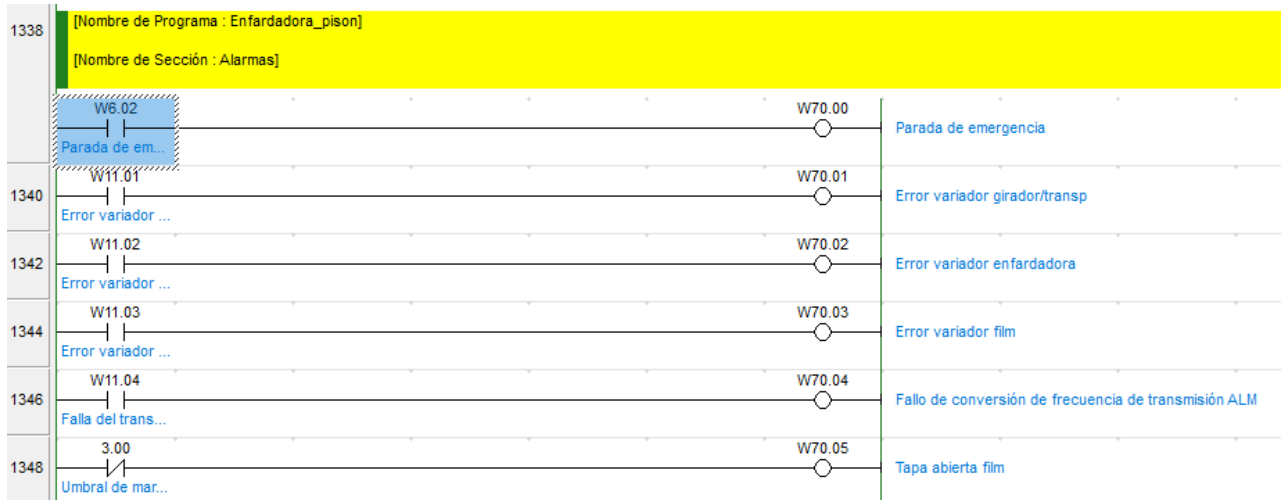 1338
[Nombre de Programa : Enfardadora_pison]
[Nombre de Sección : Alarmas]
W6.02 W70.00
Parada de emergencia
Parada de em...
1340
W11.01 W70.01
Error variador girador/transp
Error variador ...
1342
W11.02 W70.02
Error variador enfardadora
Error variador ...
1344
W11.03 W70.03
Error variador film
Error variador ...
1346
W11.04 W70.04
Fallo de conversión de frecuencia de transmisión ALM
Falla del trans...
1348
3.00 W70.05
Tapa abierta film
Umbral de mar...